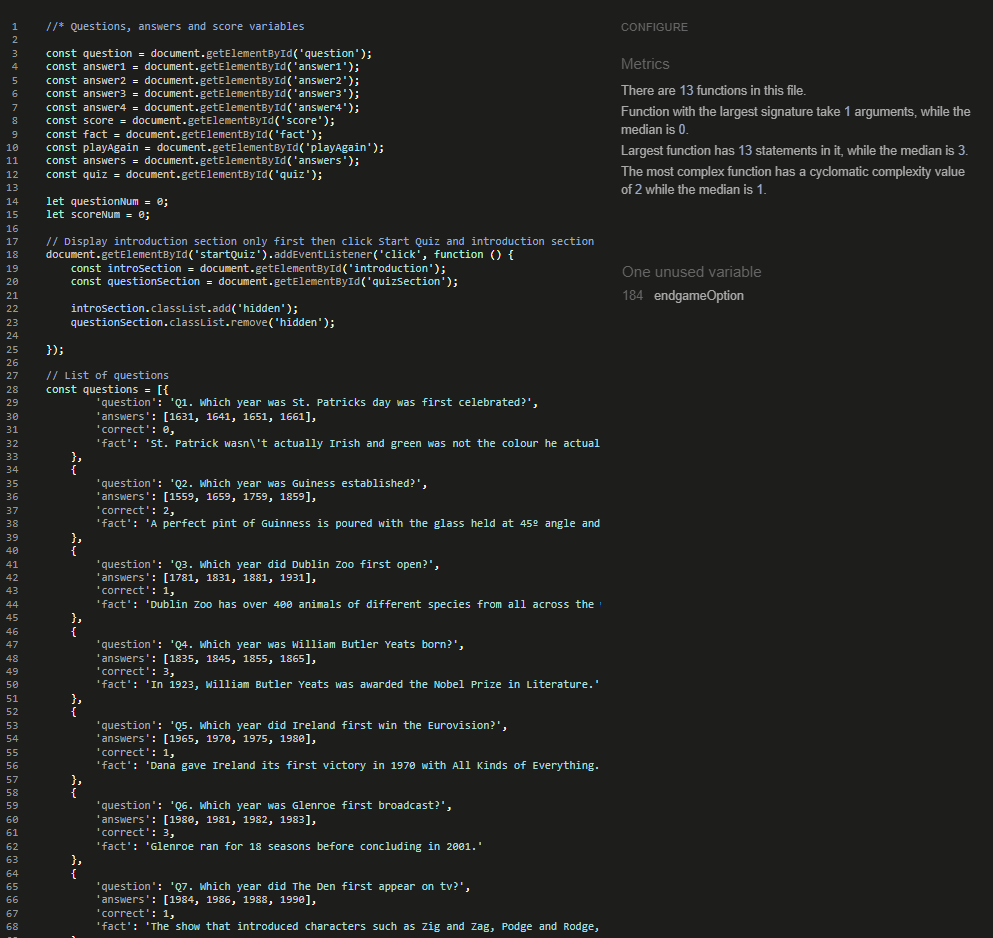 1 //* Questions, answers and score variables
2
3 const question = document.getElementById('question');
4 const answer1 = document.getElementById('answer1');
5 const answer2 = document.getElementById('answer2');
6 const answer3 = document.getElementById('answer3');
7 const answer4 = document.getElementById('answer4');
8 const score = document.getElementById('score');
9 const fact = document.getElementById('fact');
10 const playAgain = document.getElementById('playAgain');
11 const answers = document.getElementById('answers');
12 const quiz = document.getElementById('quiz');
13
14 let questionNum = 0;
15 let scoreNum = 0;
16
17 // Display introduction section only first then click Start Quiz and introduction section
18 document.getElementById('startQuiz').addEventListener('click', function () {
19 const introSection = document.getElementById('introduction');
20 const questionSection = document.getElementById('quizSection');
21
22 introSection.classList.add('hidden');
23 questionSection.classList.remove('hidden');
24
25 });
26
27 // List of questions
28 const questions = [{
29 'question': 'Q1. Which year was St. Patricks day was first celebrated?',
30 'answers': [1631, 1641, 1651, 1661],
31 'correct': 0,
32 'fact': 'St. Patrick wasn\'t actually Irish and green was not the colour he actual
33 },
34 {
35 'question': 'Q2. Which year was Guiness established?',
36 'answers': [1559, 1659, 1759, 1859],
37 'correct': 2,
38 'fact': 'A perfect pint of Guinness is poured with the glass held at 45º angle and
39 },
40 {
41 'question': 'Q3. Which year did Dublin Zoo first open?',
42 'answers': [1781, 1831, 1881, 1931],
43 'correct': 1,
44 'fact': 'Dublin Zoo has over 400 animals of different species from all across the
45 },
46 {
47 'question': 'Q4. Which year was William Butler Yeats born?',
48 'answers': [1835, 1845, 1855, 1865],
49 'correct': 3,
50 'fact': 'In 1923, William Butler Yeats was awarded the Nobel Prize in Literature.'
51 },
52 {
53 'question': 'Q5. Which year did Ireland first win the Eurovision?',
54 'answers': [1965, 1970, 1975, 1980],
55 'correct': 1,
56 'fact': 'Dana gave Ireland its first victory in 1970 with All Kinds of Everything.
57 },
58 {
59 'question': 'Q6. Which year was Glenroe first broadcast?',
60 'answers': [1980, 1981, 1982, 1983],
61 'correct': 3,
62 'fact': 'Glenroe ran for 18 seasons before concluding in 2001.'
63 },
64 {
65 'question': 'Q7. Which year did The Den first appear on tv?',
66 'answers': [1984, 1986, 1988, 1990],
67 'correct': 1,
68 'fact': 'The show that introduced characters such as Zig and Zag, Podge and Rodge,
CONFIGURE
Metrics
There are 13 functions in this file.
Function with the largest signature take 1 arguments, while the
median is 0.
Largest function has 13 statements in it, while the median is 3.
The most complex function has a cyclomatic complexity value
of 2 while the median is 1.
One unused variable
184 endgameOption